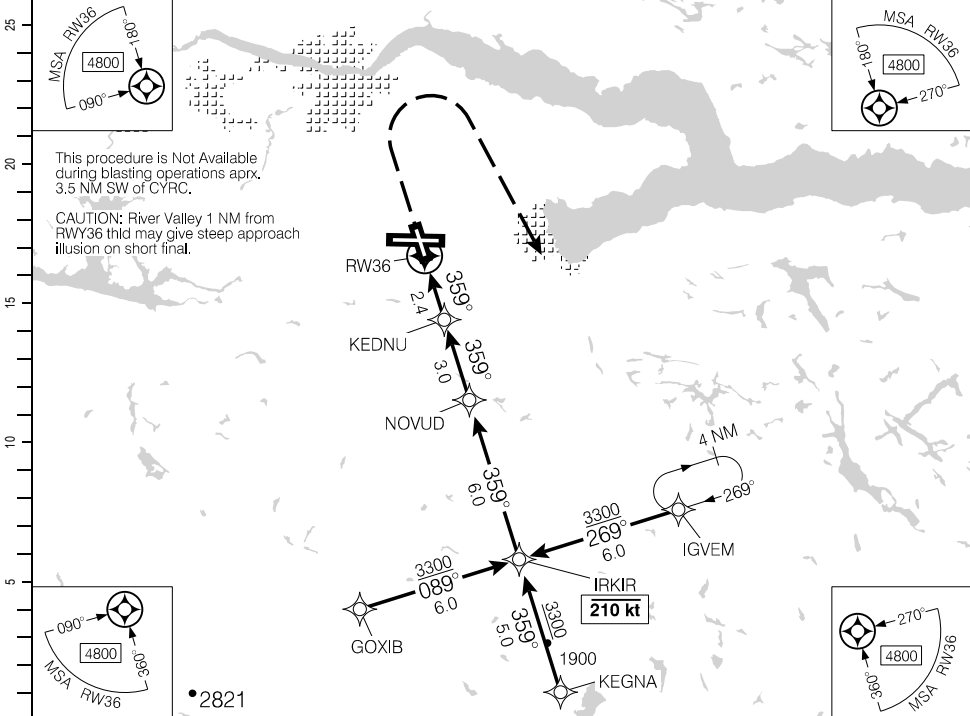 25
20
15
10
5
MSA RW36
180°
4800
090°
MSA RW36
180°
4800
270°
This procedure is Not Available
during blasting operations aprx.
3.5 NM SW of CYRC.
CAUTION: River Valley 1 NM from
RWY36 thld may give steep approach
illusion on short final.
RW36
359°
2.4
KEDNU
359°
3.0
NOVUD
359°
6.0
4 NM
269°
IGVEM
3300
269°
6.0
IRKIR
210 kt
3300
089°
6.0
GOXIB
3300
359°
5.0
1900
KEGNA
090°
4800
360°
MSA RW36
2821
270°
4800
360°
MSA RW36